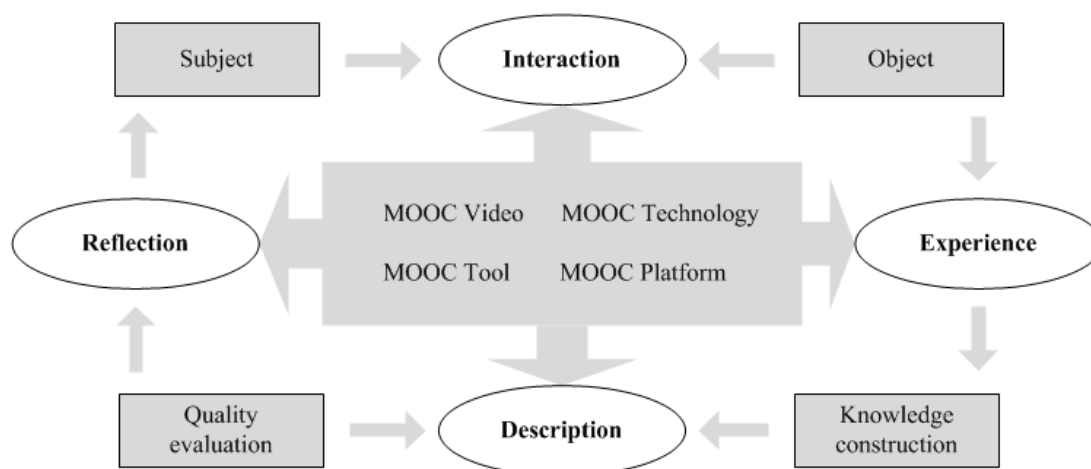 Subject
Interaction
Object
MOOC Video MOOC Technology
Reflection
Experience
MOOC Tool MOOC Platform
Quality
evaluation
Description
Knowledge
construction